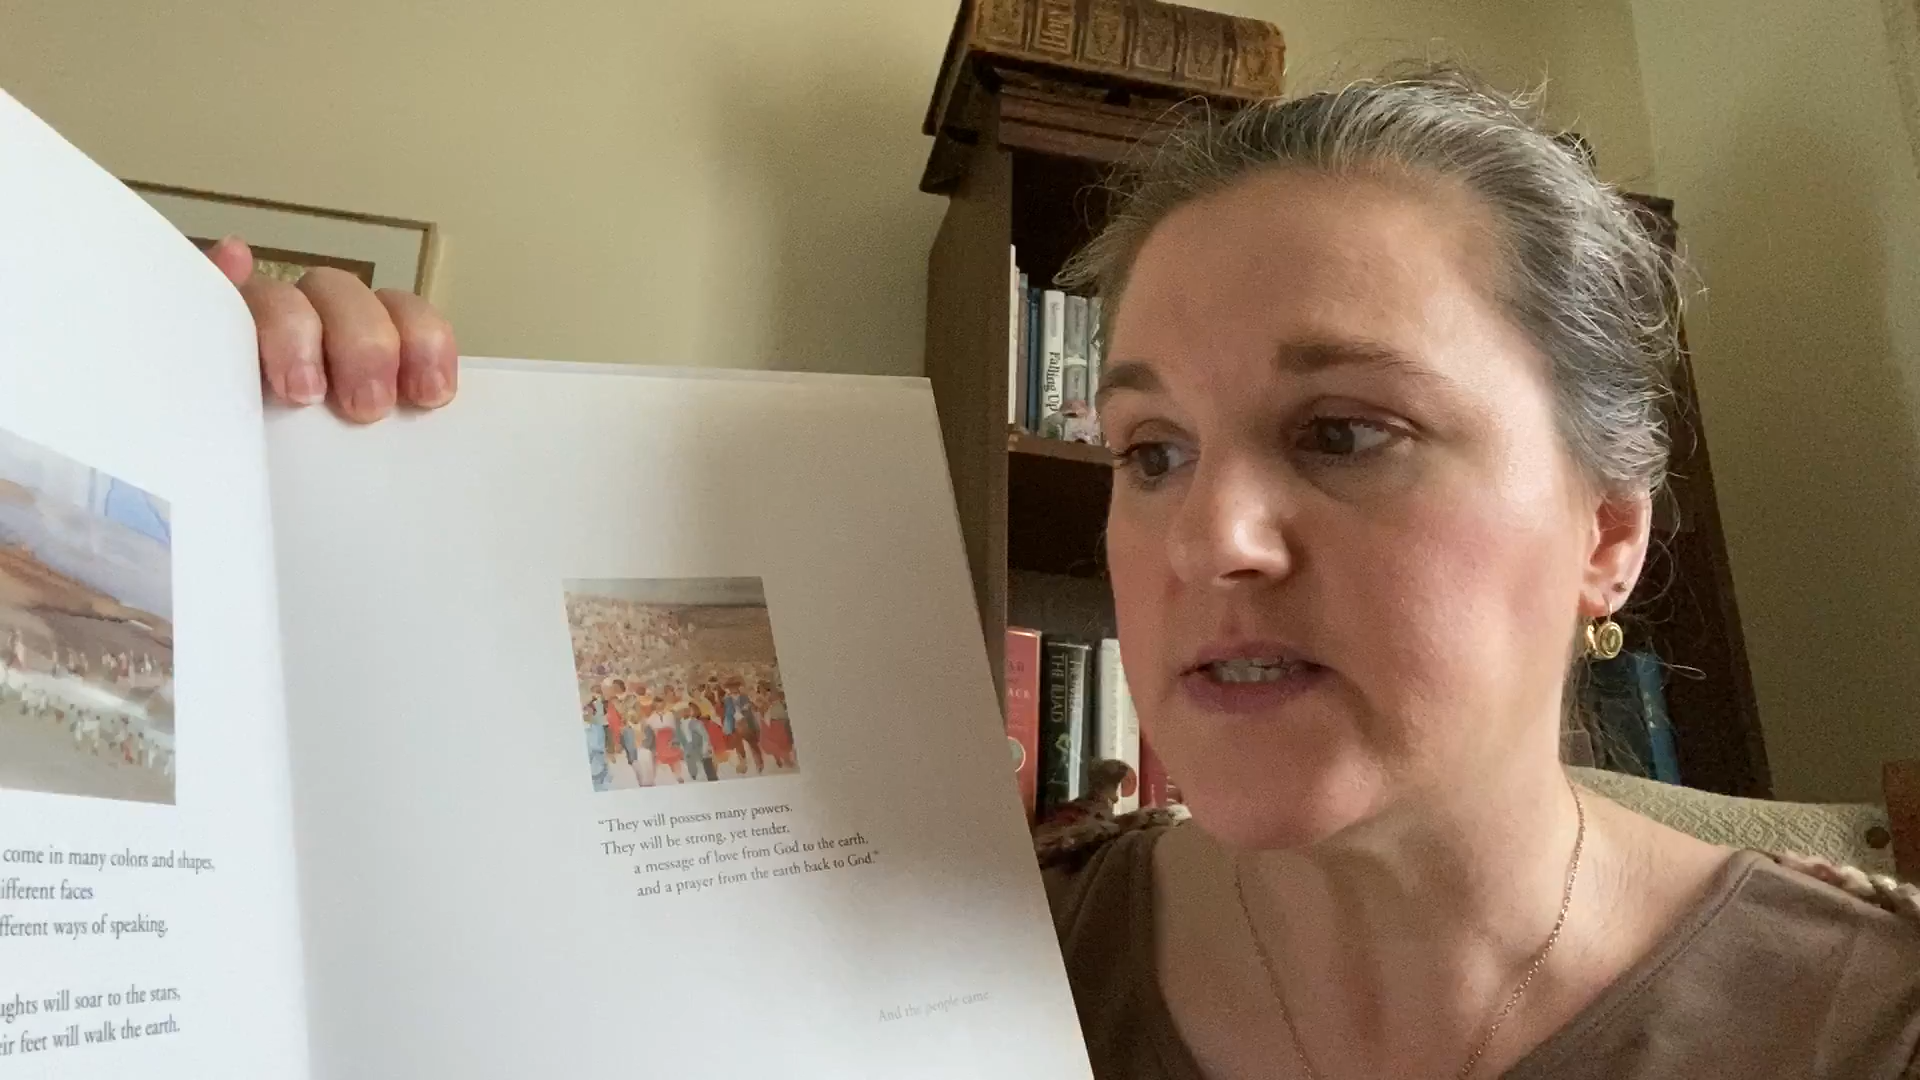 come in many colors and shapes,
ifferent faces
fferent ways of speaking.
ughts will soar to the stars,
eir feet will walk the earth.
"They will possess many powers.
They will be strong, yet tender,
a message of love from God to the earth,
and a prayer from the earth back to God."
And the people came.
Falling Up
THE ILIAD